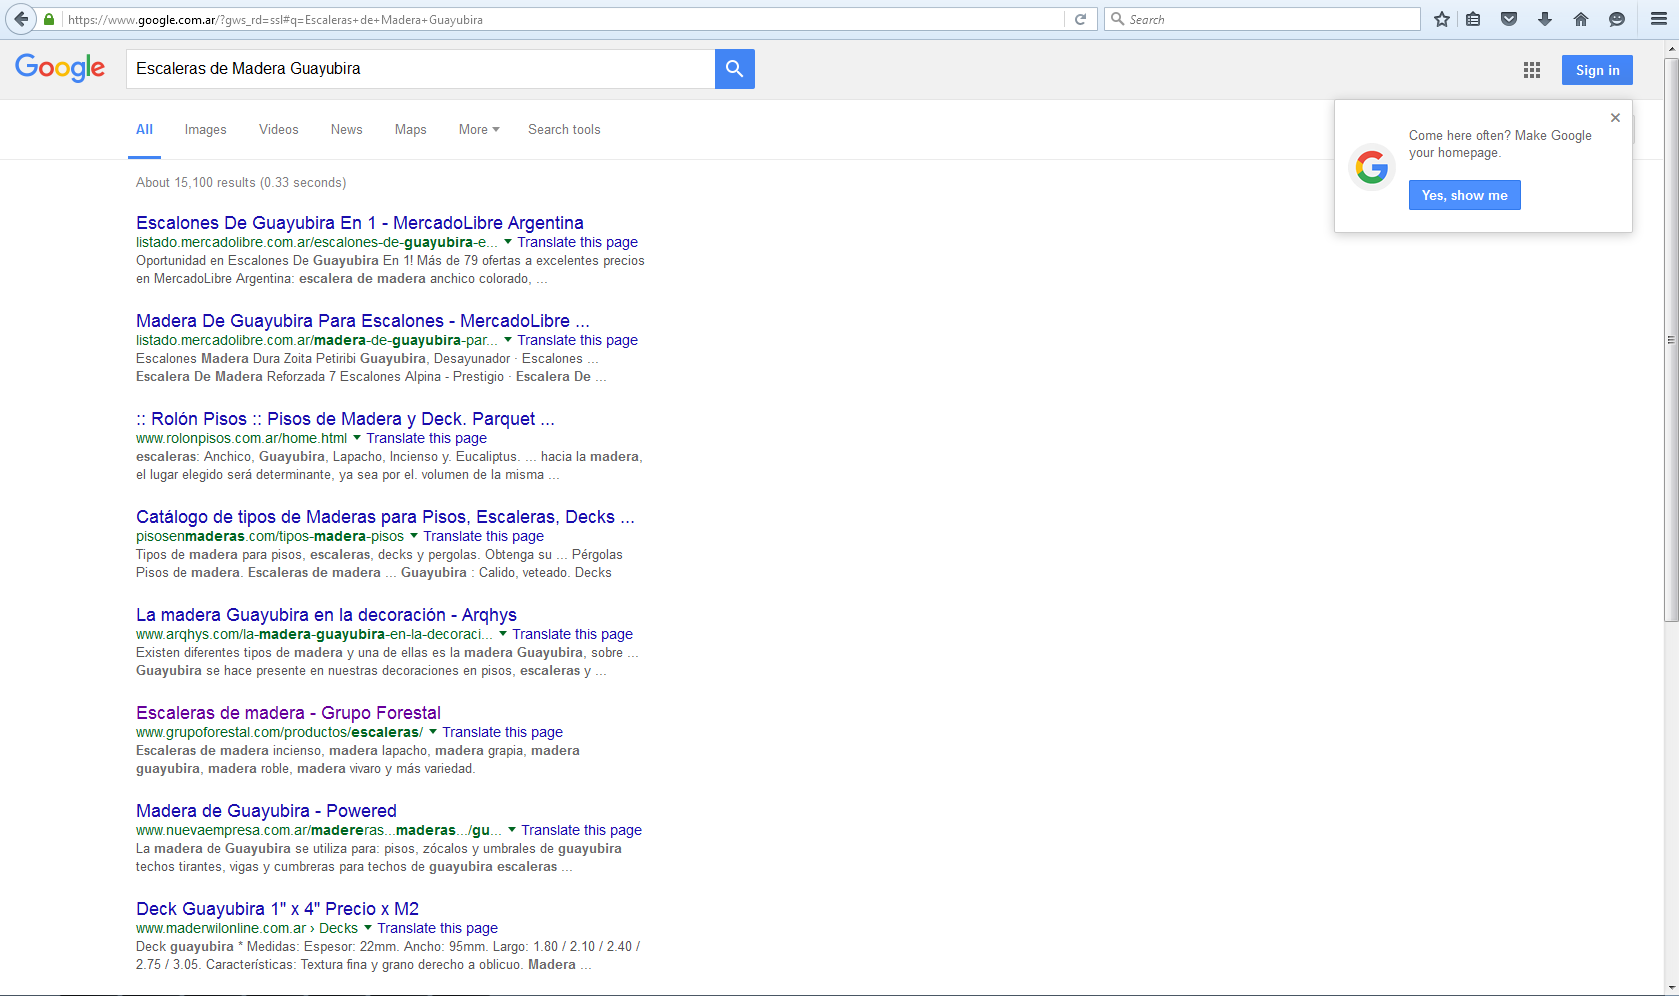 https://www.google.com.ar/?gws_rd=ssl#q=Escaleras+de+Madera+Guayubira
Search
Google
Escaleras de Madera Guayubira
Sign in
All Images Videos News Maps More Search tools
Come here often? Make Google
your homepage.
Yes, show me
About 15,100 results (0.33 seconds)
Escalones De Guayubira En 1 - MercadoLibre Argentina
listado.mercadolibre.com.ar/escalones-de-guayubira-e... Translate this page
Oportunidad en Escalones De Guayubira En 1! Más de 79 ofertas a excelentes precios
en MercadoLibre Argentina: escalera de madera anchico colorado, ...
Madera De Guayubira Para Escalones - MercadoLibre ...
listado.mercadolibre.com.ar/madera-de-guayubira-par... Translate this page
Escalones Madera Dura Zoita Petiribi Guayubira, Desayunador · Escalones ...
Escalera De Madera Reforzada 7 Escalones Alpina - Prestigio · Escalera De ...
:: Rolón Pisos :: Pisos de Madera y Deck. Parquet ...
www.rolonpisos.com.ar/home.html Translate this page
escaleras: Anchico, Guayubira, Lapacho, Incienso y. Eucaliptus. ... hacia la madera,
el lugar elegido será determinante, ya sea por el. volumen de la misma ...
Catálogo de tipos de Maderas para Pisos, Escaleras, Decks ...
pisosenmaderas.com/tipos-madera-pisos Translate this page
Tipos de madera para pisos, escaleras, decks y pergolas. Obtenga su ... Pérgolas
Pisos de madera. Escaleras de madera ... Guayubira : Calido, veteado. Decks
La madera Guayubira en la decoración - Arqhys
www.arqhys.com/la-madera-guayubira-en-la-decoraci... Translate this page
Existen diferentes tipos de madera y una de ellas es la madera Guayubira, sobre ...
Guayubira se hace presente en nuestras decoraciones en pisos, escaleras y ...
Escaleras de madera - Grupo Forestal
www.grupoforestal.com/productos/escaleras/ Translate this page
Escaleras de madera incienso, madera lapacho, madera grapia, madera
guayubira, madera roble, madera vivaro y más variedad.
Madera de Guayubira - Powered
www.nuevaempresa.com.ar/madereras...maderas.../gu... Translate this page
La madera de Guayubira se utiliza para: pisos, zócalos y umbrales de guayubira
techos tirantes, vigas y cumbreras para techos de guayubira escaleras ...
Deck Guayubira 1" x 4" Precio x M2
www.maderwilonline.com.ar › Decks Translate this page
Deck guayubira * Medidas: Espesor: 22mm. Ancho: 95mm. Largo: 1.80 / 2.10 / 2.40 /
2.75 / 3.05. Características: Textura fina y grano derecho a oblicuo. Madera ...